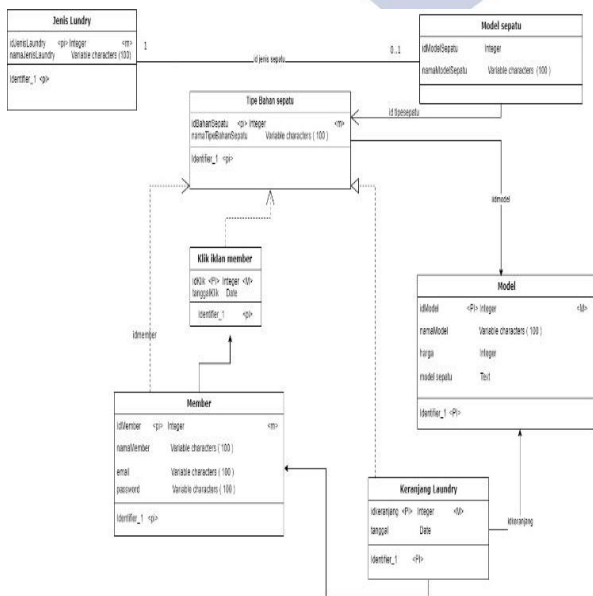 Jenis Lundry
idJenisLaundry <pi> Integer <m>
namaJenisLaundry Variable characters (100)
Identifier_1 <pi>
1
id jenis sepatu
0..1
Model sepatu
idModelSepatu Integer
namaModelSepatu Variable characters ( 100 )
id tipesepatu
Tipe Bahan sepatu
idBahanSepatu <pi> Integer <m>
namaTipeBahanSepatu Variable characters ( 100 )
Identifier_1 <pi>
idmodel
Klik iklan member
idKlik <PI> Integer <M>
tanggalKlik Date
Identifier_1 <pi>
idmember
Model
idModel <PI> Integer <M>
namaModel Variable characters ( 100 )
harga Integer
model sepatu Text
Identifier_1 <PI>
Member
idMember <pi> Integer <m>
namaMember Variable characters ( 100 )
email Variable characters ( 100 )
password Variable characters ( 100 )
Identifier_1 <pi>
Keranjang Laundry
idkeranjang <PI> Integer <M>
tanggal Date
Identifier_1 <PI>
idkeranjang